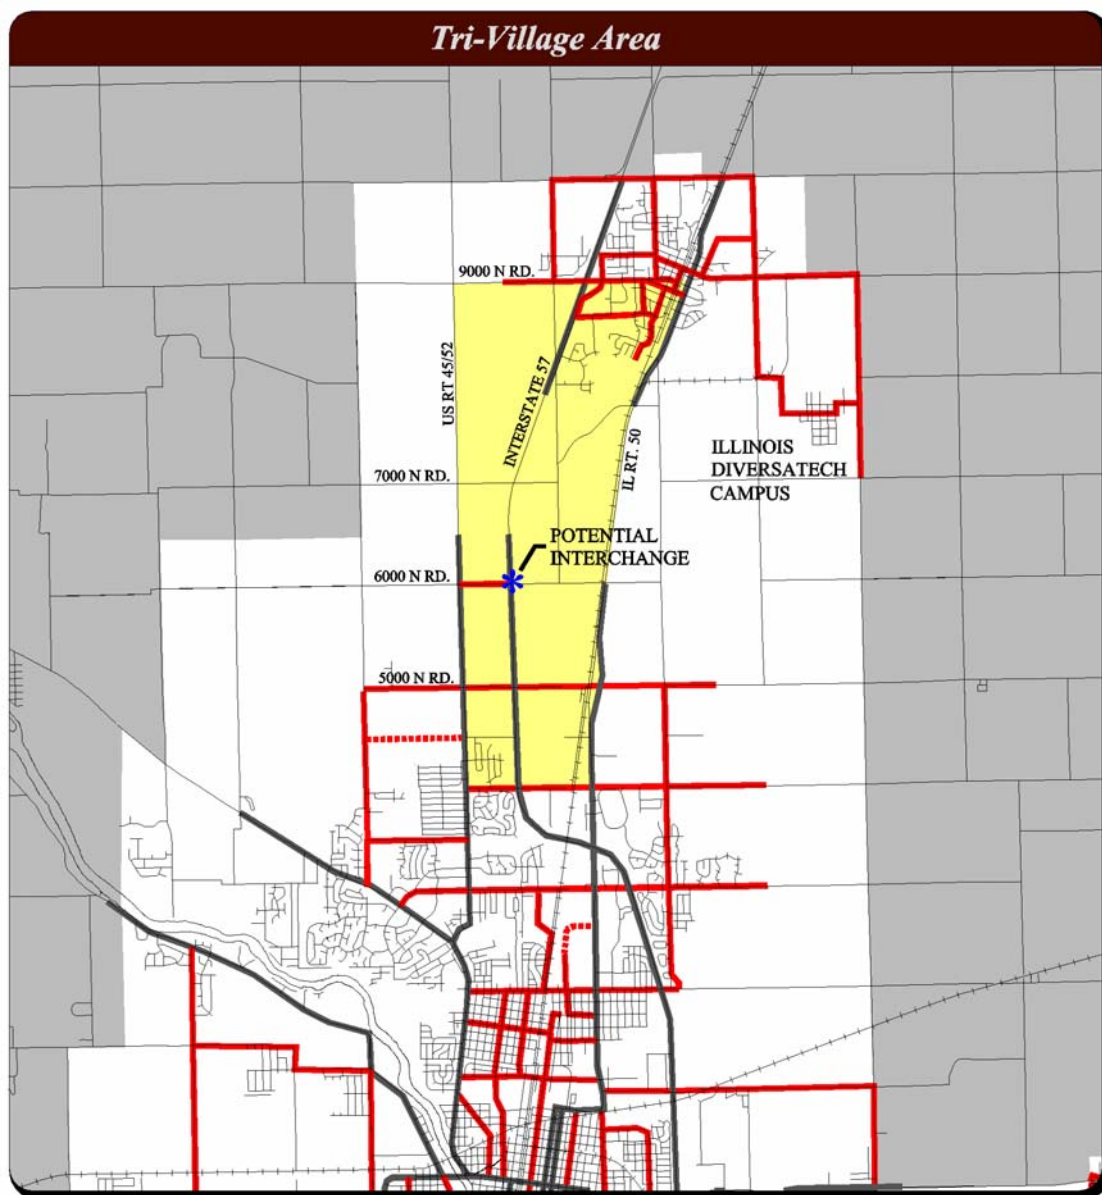 Tri-Village Area
9000 N RD.
US RT 45/52
INTERSTATE 57
IL RT. 50
ILLINOIS
DIVERSATECH
CAMPUS
7000 N RD.
POTENTIAL
INTERCHANGE
6000 N RD.
5000 N RD.